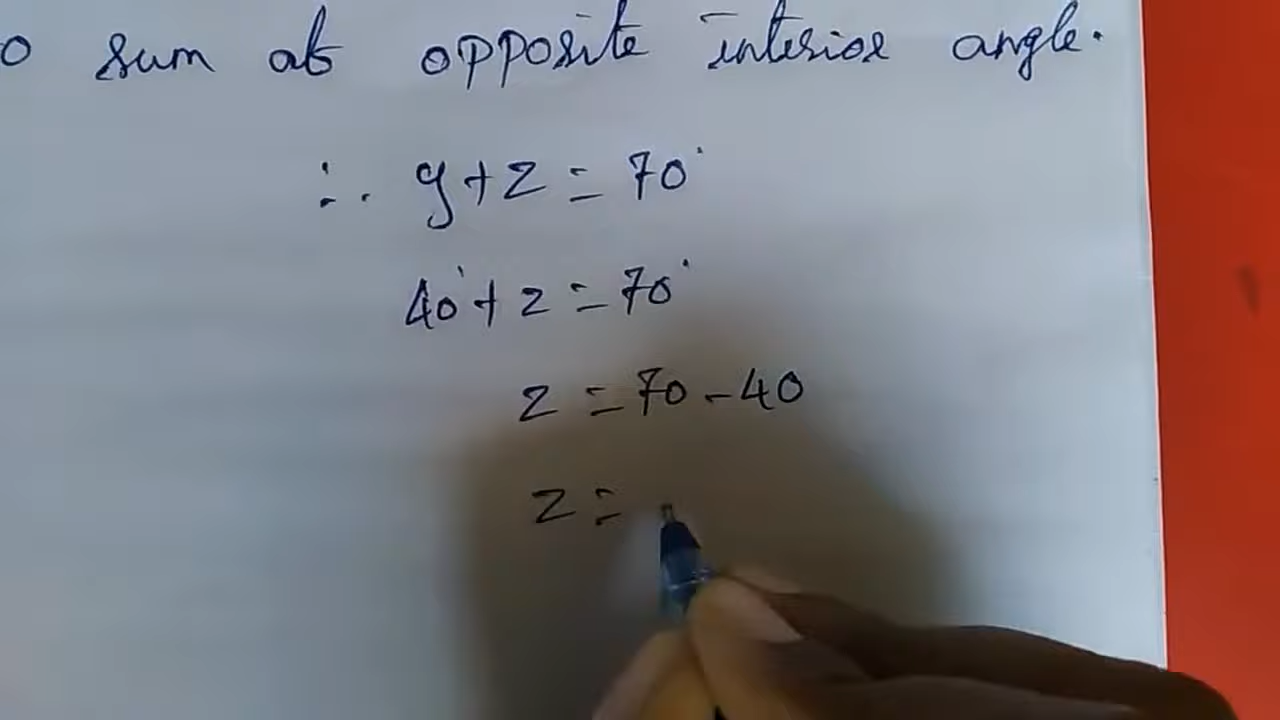 o sum of opposite interior angle.
∴ y + z = 70°
40° + z = 70°
z = 70 - 40
z =